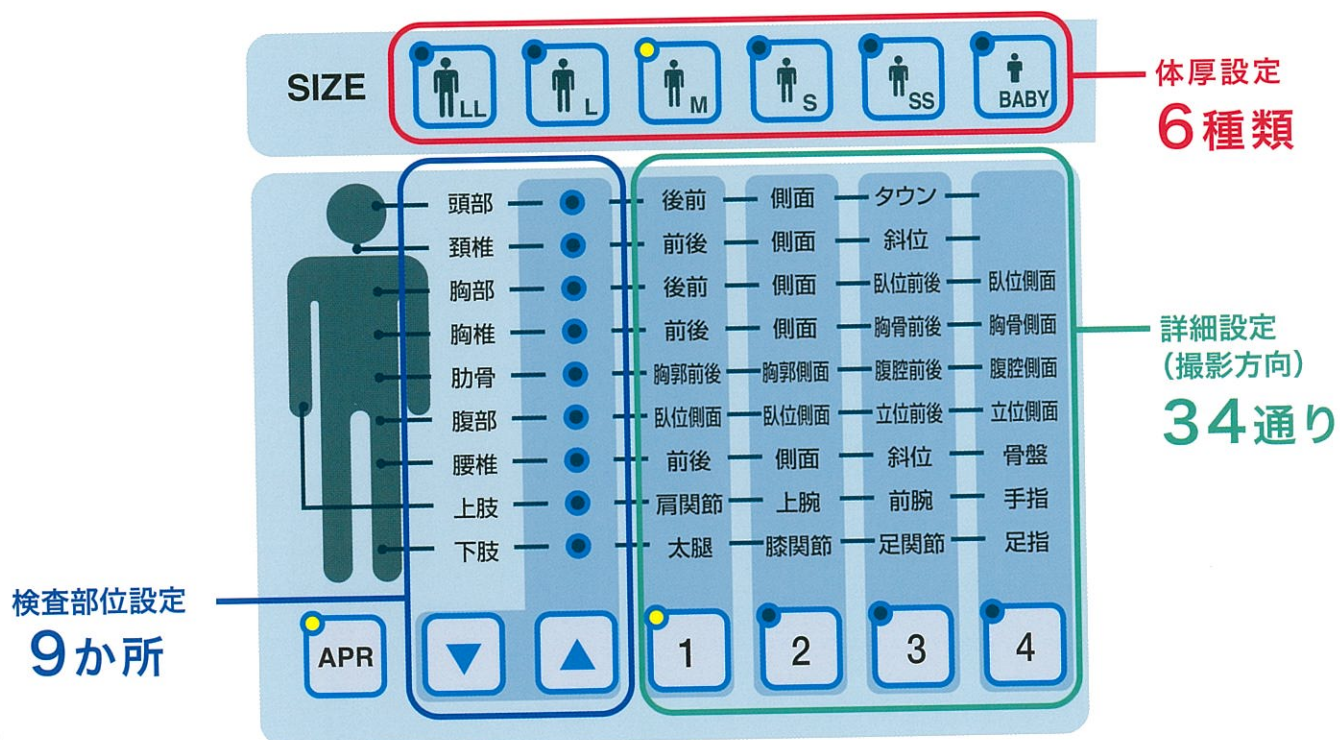 SIZE
LL L M S SS BABY
体厚設定
6種類
頭部 後前 側面 タウン
頚椎 前後 側面 斜位
胸部 後前 側面 臥位前後 臥位側面
胸椎 前後 側面 胸骨前後 胸骨側面
肋骨 胸郭前後 胸郭側面 腹腔前後 腹腔側面
腹部 臥位側面 臥位側面 立位前後 立位側面
腰椎 前後 側面 斜位 骨盤
上肢 肩関節 上腕 前腕 手指
下肢 太腿 膝関節 足関節 足指
詳細設定
(撮影方向)
34通り
検査部位設定
9か所
APR ▼ ▲ 1 2 3 4